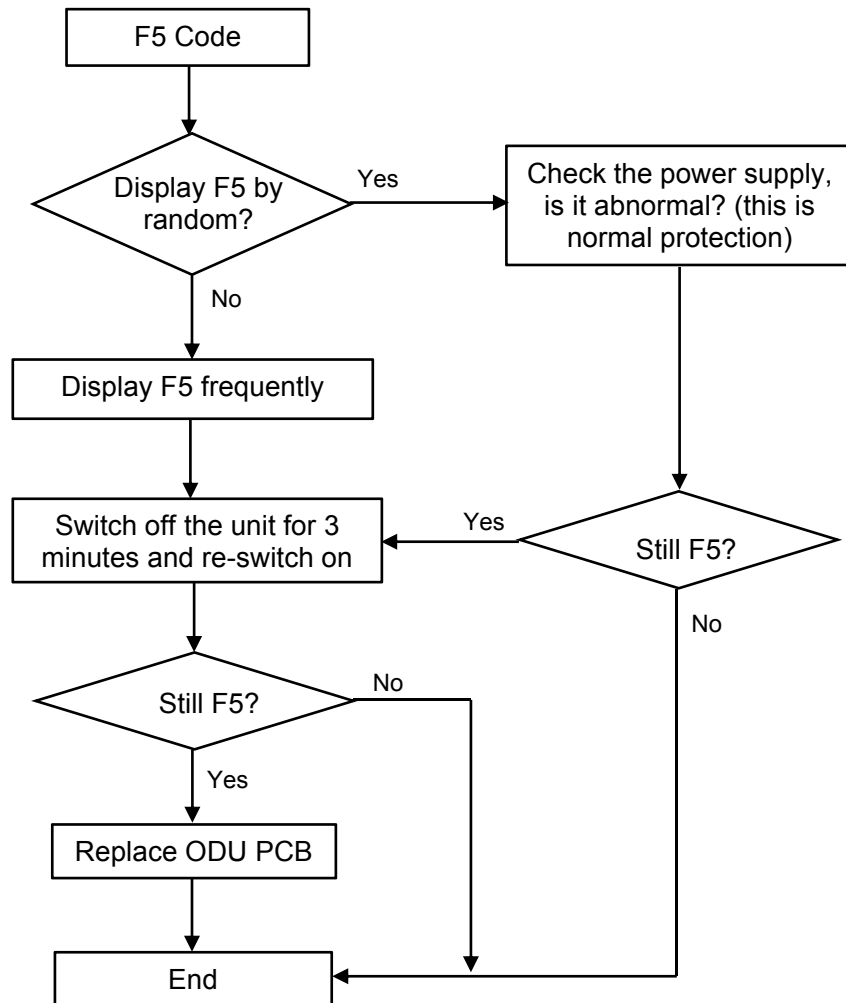 F5 Code
Display F5 by
random?
Yes
Check the power supply,
is it abnormal? (this is
normal protection)
No
Display F5 frequently
Switch off the unit for 3
minutes and re-switch on
Yes
Still F5?
No
Still F5?
No
Yes
Replace ODU PCB
End